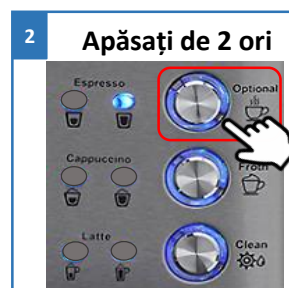 2
Apăsați de 2 ori
Espresso
Optional
Cappuccino
Froth
Latte
Clean